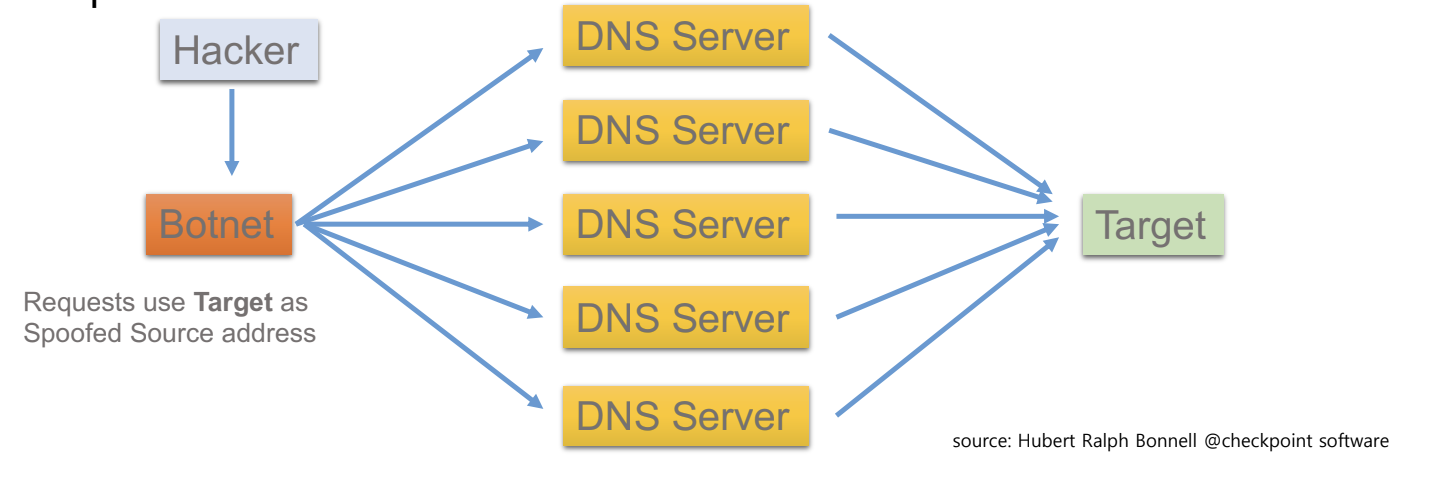 Hacker
DNS Server
DNS Server
Botnet
DNS Server
Target
Requests use Target as
Spoofed Source address
DNS Server
DNS Server
source: Hubert Ralph Bonnell @checkpoint software